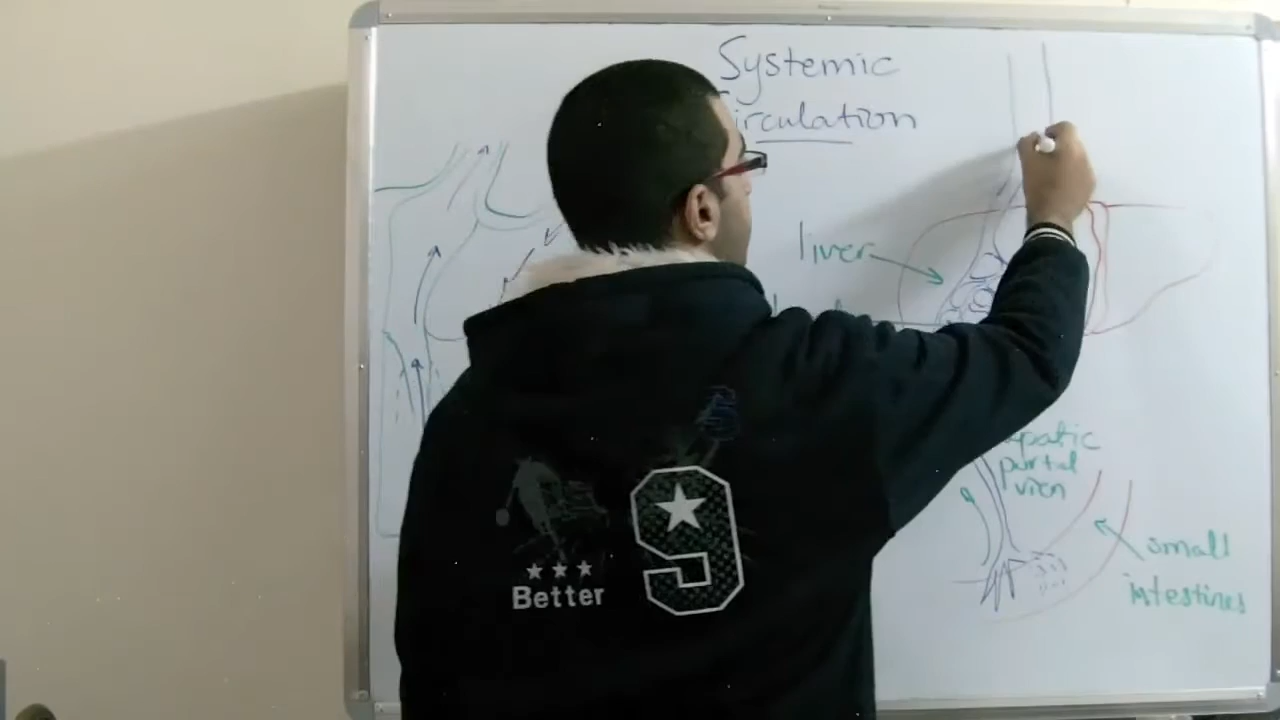 Systemic
irculation
liver
patic
portal
vien
small
intestines
9
Better